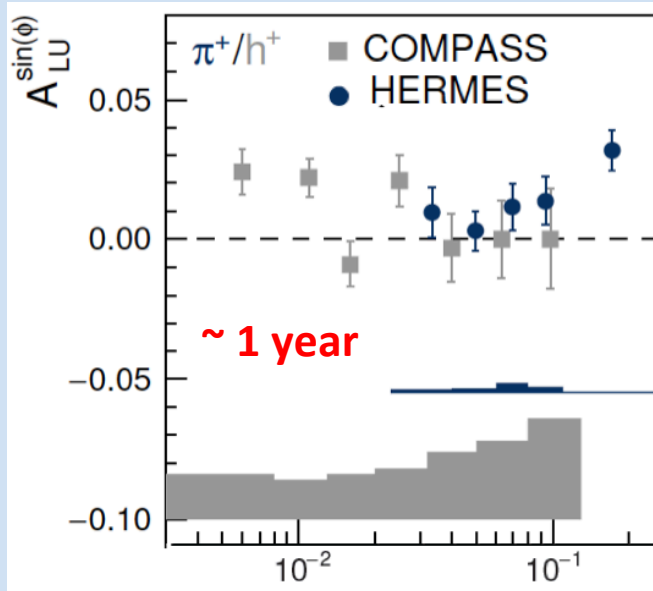 A_LU^sin(ϕ)
π⁺/h⁺
COMPASS
HERMES
0.05
0.00
~ 1 year
−0.05
−0.10
10⁻²
10⁻¹